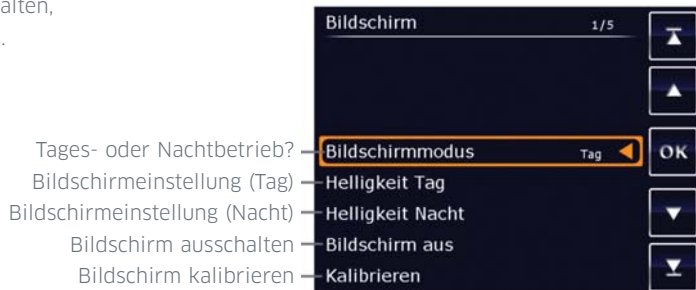 alten,
.
Bildschirm 1/5
Tages- oder Nachtbetrieb? Bildschirmmodus Tag OK
Bildschirmeinstellung (Tag) Helligkeit Tag
Bildschirmeinstellung (Nacht) Helligkeit Nacht
Bildschirm ausschalten Bildschirm aus
Bildschirm kalibrieren Kalibrieren